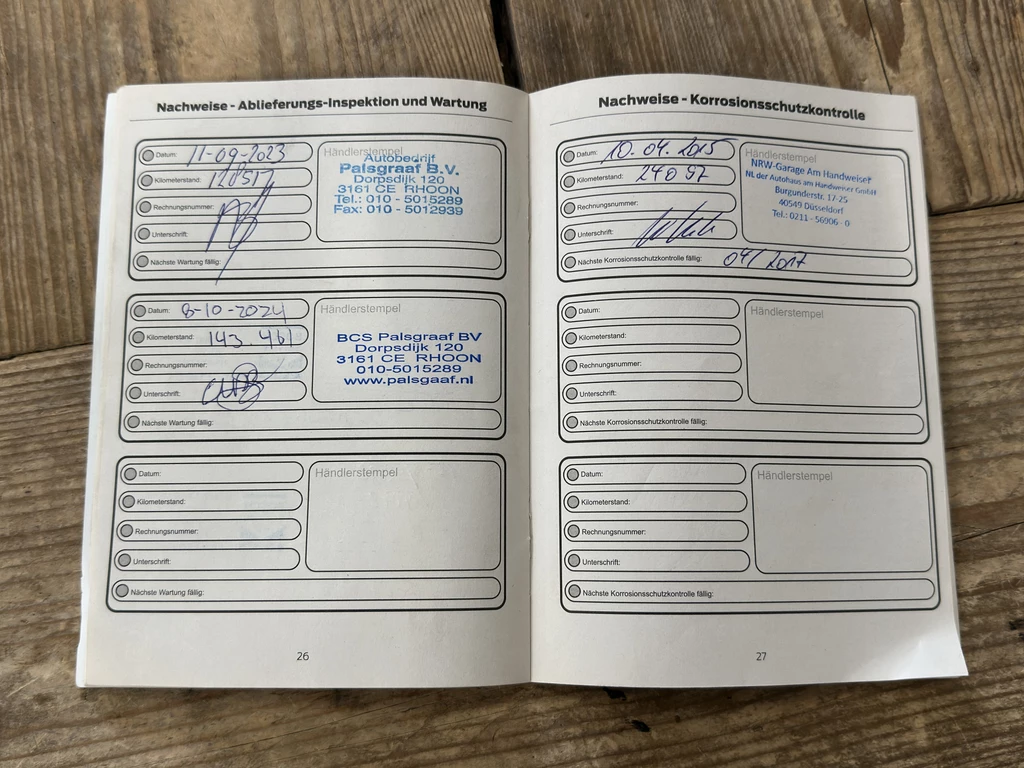 Nachweise - Ablieferungs-Inspektion und Wartung
Datum: 11-09-2023
Kilometerstand: 120517
Rechnungsnummer:
Unterschrift:
Nächste Wartung fällig:
Händlerstempel
Autobedrijf
Palsgraaf B.V.
Dorpsdijk 120
3161 CE RHOON
Tel.: 010 - 5015289
Fax: 010 - 5012939
Datum: 8-10-2024
Kilometerstand: 143.461
Rechnungsnummer:
Unterschrift:
Nächste Wartung fällig:
Händlerstempel
BCS Palsgraaf BV
Dorpsdijk 120
3161 CE RHOON
010-5015289
www.palsgaaf.nl
Datum:
Kilometerstand:
Rechnungsnummer:
Unterschrift:
Nächste Wartung fällig:
Händlerstempel
26
Nachweise - Korrosionsschutzkontrolle
Datum: 10.04.2015
Kilometerstand: 24097
Rechnungsnummer:
Unterschrift:
Nächste Korrosionsschutzkontrolle fällig: 04/2017
Händlerstempel
NRW-Garage Am Handweiser
NL der Autohaus am Handweiser GmbH
Burgunderstr. 17-25
40549 Düsseldorf
Tel.: 0211 - 56906 - 0
Datum:
Kilometerstand:
Rechnungsnummer:
Unterschrift:
Nächste Korrosionsschutzkontrolle fällig:
Händlerstempel
Datum:
Kilometerstand:
Rechnungsnummer:
Unterschrift:
Nächste Korrosionsschutzkontrolle fällig:
Händlerstempel
27